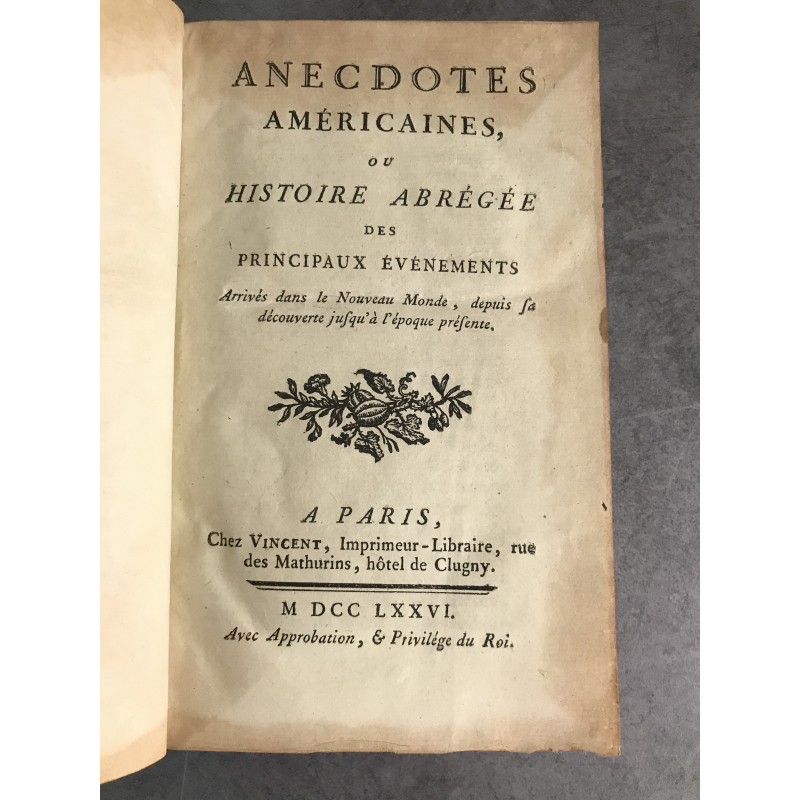 ANECDOTES
AMÉRICAINES,
OU
HISTOIRE ABRÉGÉE
DES
PRINCIPAUX ÉVÉNEMENTS
Arrivés dans le Nouveau Monde, depuis ſa
découverte juſqu'à l'époque préſente.
A PARIS,
Chez VINCENT, Imprimeur-Libraire, rue
des Mathurins, hôtel de Clugny.
M DCC LXXVI.
Avec Approbation, & Privilége du Roi.